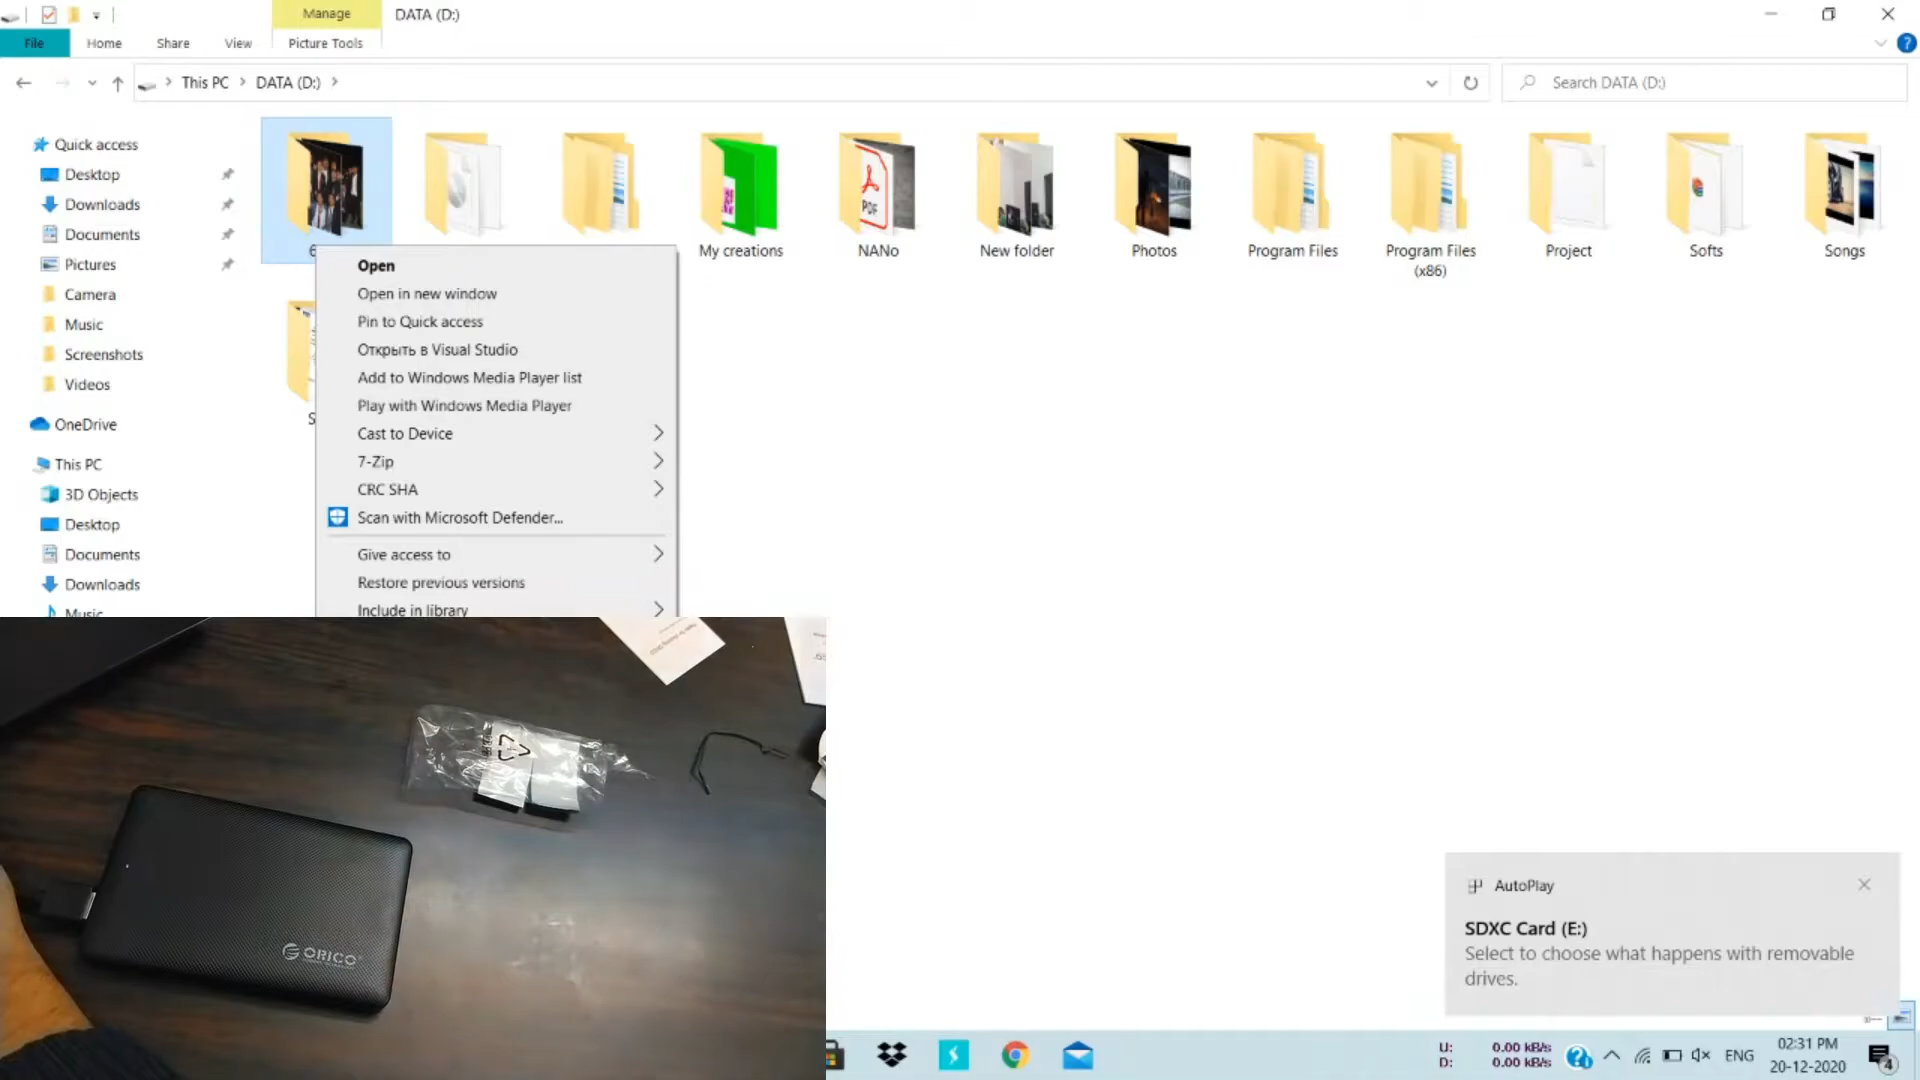 Manage
DATA (D:)
File
Home
Share
View
Picture Tools
This PC
DATA (D:)
Search DATA (D:)
Quick access
Desktop
Downloads
Documents
Pictures
Camera
Music
Screenshots
Videos
OneDrive
This PC
3D Objects
Desktop
Documents
Downloads
Music
My creations
NANo
New folder
Photos
Program Files
Program Files
(x86)
Project
Softs
Songs
PDF
Open
Open in new window
Pin to Quick access
Открыть в Visual Studio
Add to Windows Media Player list
Play with Windows Media Player
Cast to Device
7-Zip
CRC SHA
Scan with Microsoft Defender...
Give access to
Restore previous versions
Include in library
ORICO
AutoPlay
SDXC Card (E:)
Select to choose what happens with removable
drives.
U: 0.00 kB/s
D: 0.00 kB/s
ENG
02:31 PM
20-12-2020
4